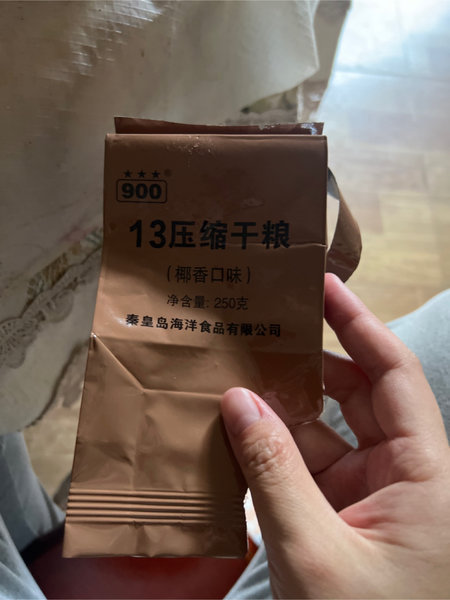 ★★★®
900
13压缩干粮
(椰香口味)
净含量: 250克
秦皇岛海洋食品有限公司